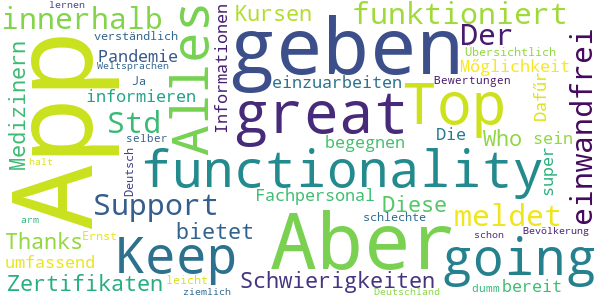 lernen
innerhalb
verständlich
Pandemie
Weltsprachen
Ja
informieren
Medizinern
App
Std
selber
Deutsch
Alles
Informationen
Kursen
funktioniert
geben
Der
Übersichtlich
Möglichkeit
einzuarbeiten
Bewertungen
Dafür
einwandfrei
great
Top
begegnen
Die
Who
sein
super
functionality
halt
Fachpersonal
Diese
Support
schlechte
meldet
arm
bietet
Aber
schon
Bevölkerung
Thanks
Ernst
Keep
going
umfassend
Zertifikaten
leicht
ziemlich
Schwierigkeiten
Deutschland
dumm
bereit